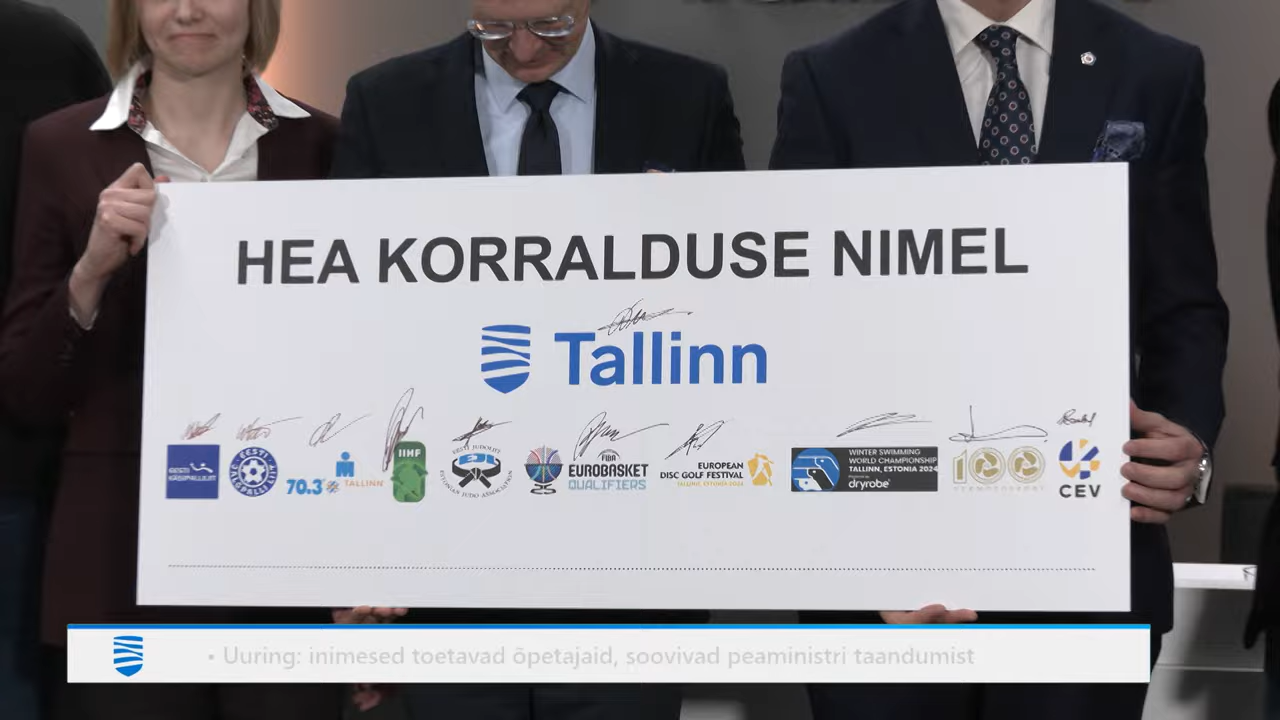 HEA KORRALDUSE NIMEL
Tallinn
EESTI KÄSIPALLILIIT
EESTI JALGPALLI LIIT
70.3
TALLINN
IIHF
EESTI JUDOLIIT
ESTONIAN JUDO ASSOCIATION
FIBA
EUROBASKET
QUALIFIERS
EUROPEAN
DISC GOLF FESTIVAL
TALLINN, ESTONIA 2024
WINTER SWIMMING
WORLD CHAMPIONSHIP
TALLINN, ESTONIA 2024
dryrobe
100
CEV
• Uuring: inimesed toetavad õpetajaid, soovivad peaministri taandumist